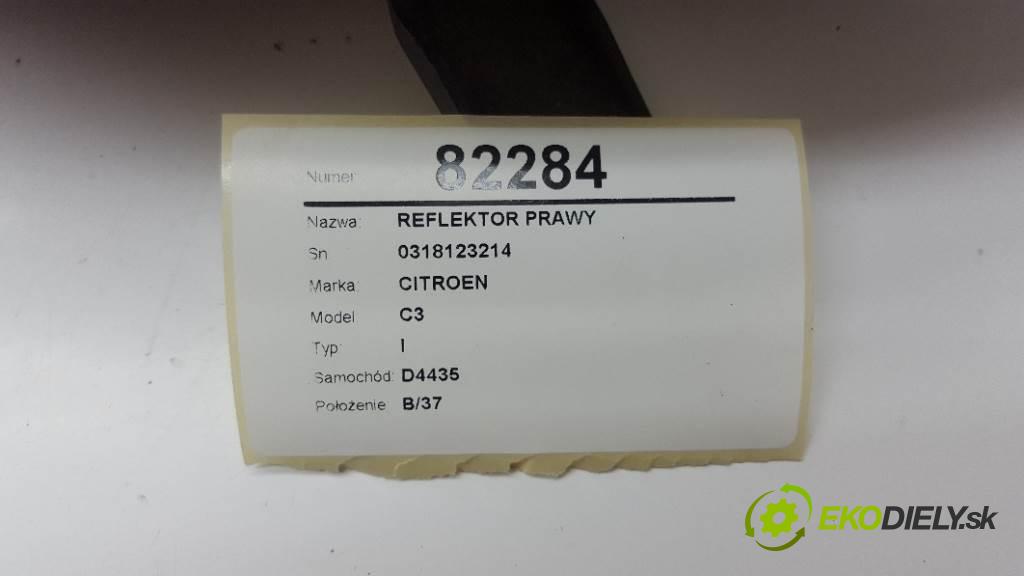 Numer: 82284
Nazwa: REFLEKTOR PRAWY
Sn 0318123214
Marka: CITROEN
Model C3
Typ: I
Samochód: D4435
Położenie B/37
EKODIELY.sk